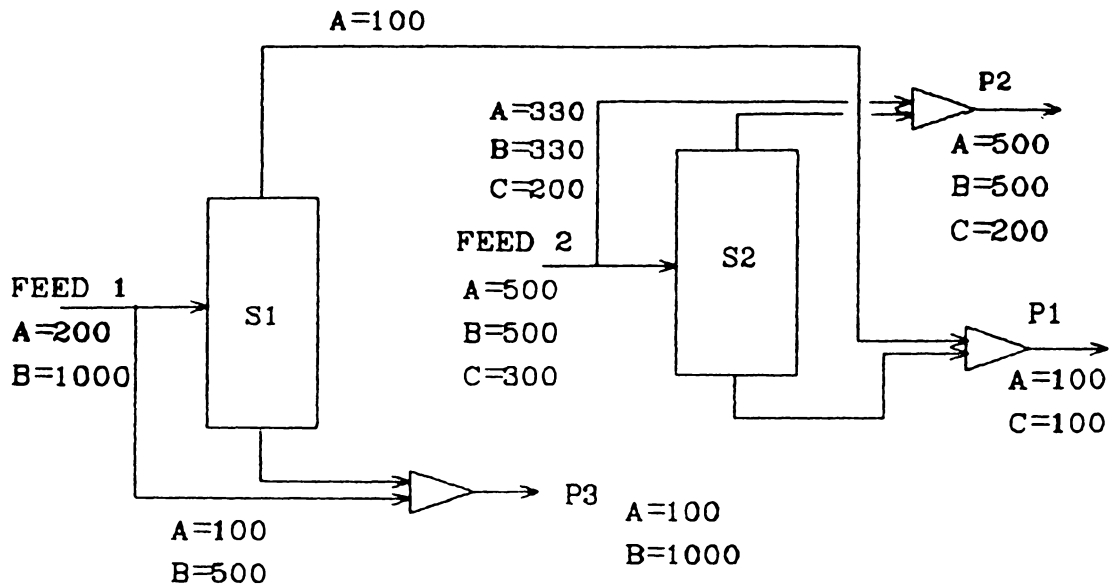 A=100
P2
A=330
B=330
C=200
A=500
B=500
C=200
FEED 2
S2
A=500
B=500
C=300
FEED 1
S1
A=200
B=1000
P1
A=100
C=100
P3
A=100
B=1000
A=100
B=500